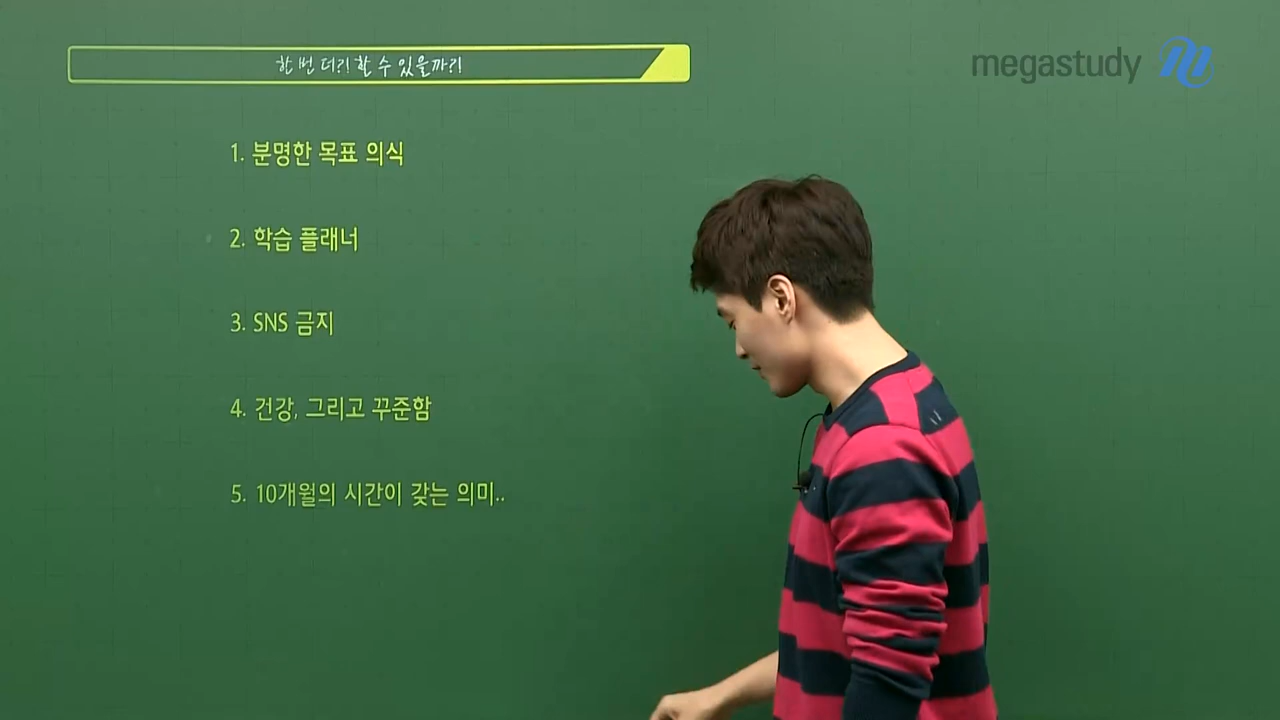 한 번 더?! 할 수 있을까?!
megastudy
1. 분명한 목표 의식
2. 학습 플래너
3. SNS 금지
4. 건강, 그리고 꾸준함
5. 10개월의 시간이 갖는 의미..